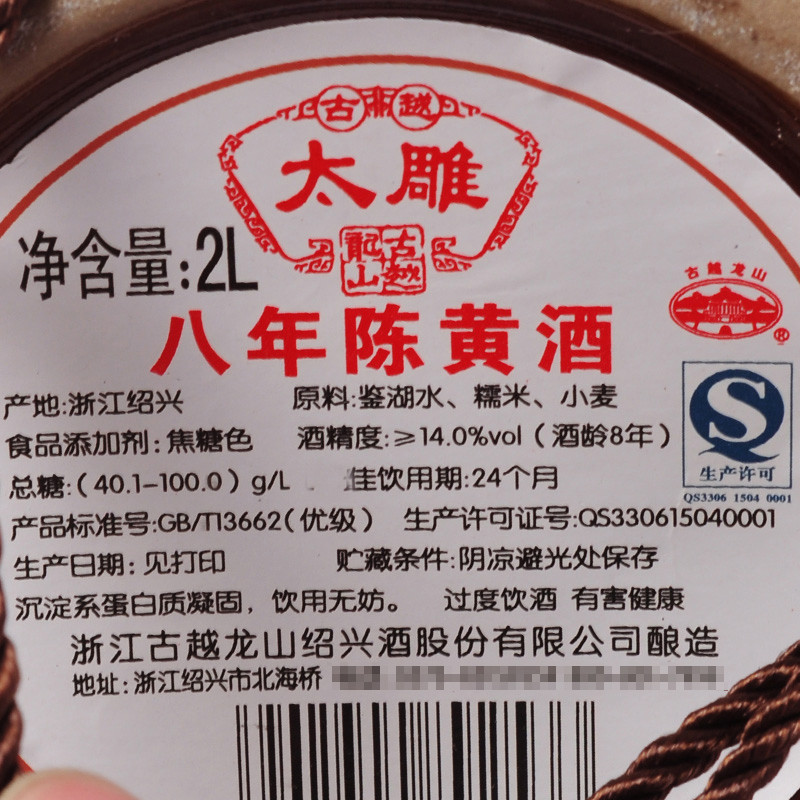 古越
太雕
古越龍山
净含量:2L
八年陈黄酒
古越龙山
®
产地:浙江绍兴 原料:鉴湖水、糯米、小麦
食品添加剂:焦糖色 酒精度:≥14.0%vol(酒龄8年)
总糖:(40.1-100.0)g/L 佳饮用期:24个月
生产许可
QS3306 1504 0001
产品标准号:GB/T13662(优级) 生产许可证号:QS330615040001
生产日期:见打印 贮藏条件:阴凉避光处保存
沉淀系蛋白质凝固,饮用无妨。 过度饮酒 有害健康
浙江古越龙山绍兴酒股份有限公司酿造
地址:浙江绍兴市北海桥